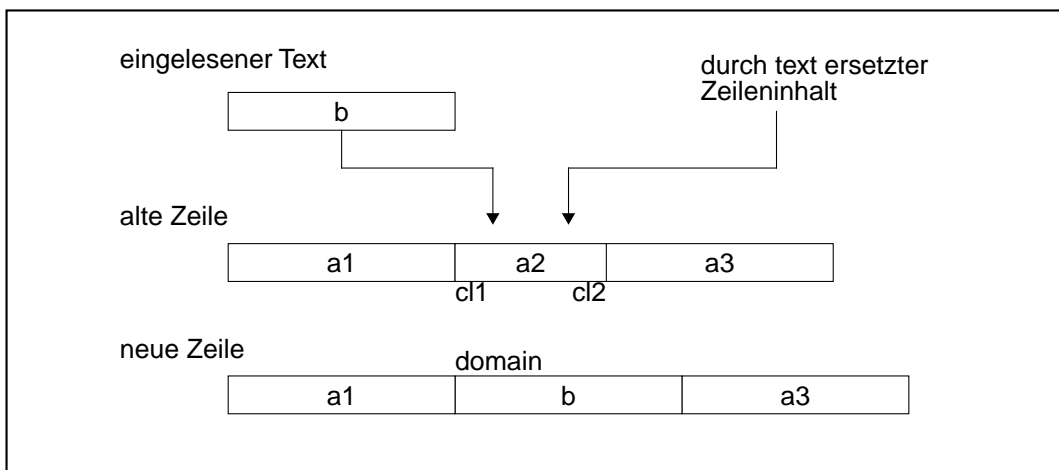 eingelesener Text
durch text ersetzter
Zeileninhalt
b
alte Zeile
a1 a2 a3
cl1 cl2
neue Zeile
domain
a1 b a3